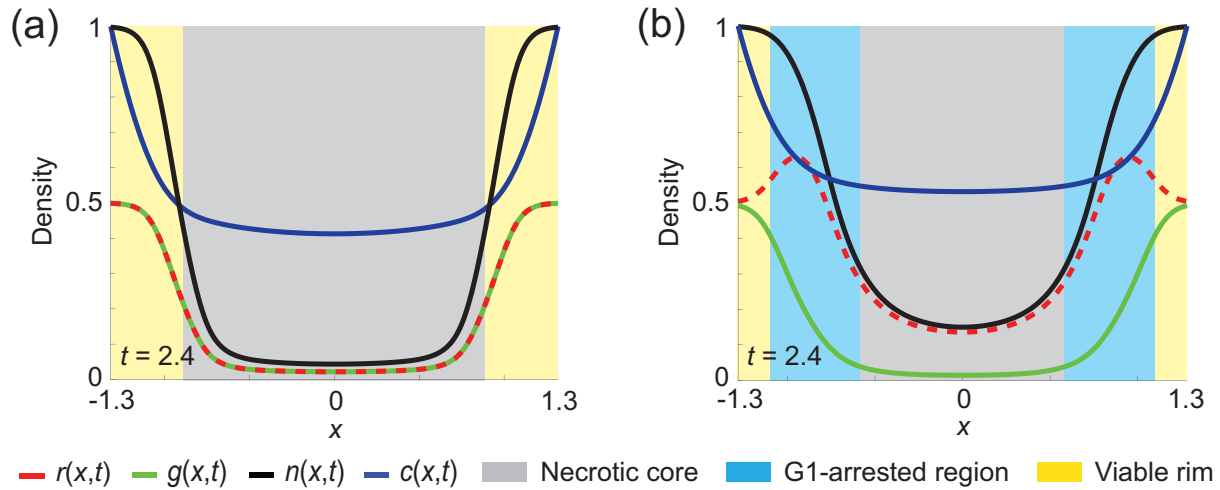 (a)
1
Density
0.5
0
t = 2.4
-1.3
0
1.3
x
(b)
1
Density
0.5
0
t = 2.4
-1.3
0
1.3
x
r(x,t) g(x,t) n(x,t) c(x,t) Necrotic core G1-arrested region Viable rim